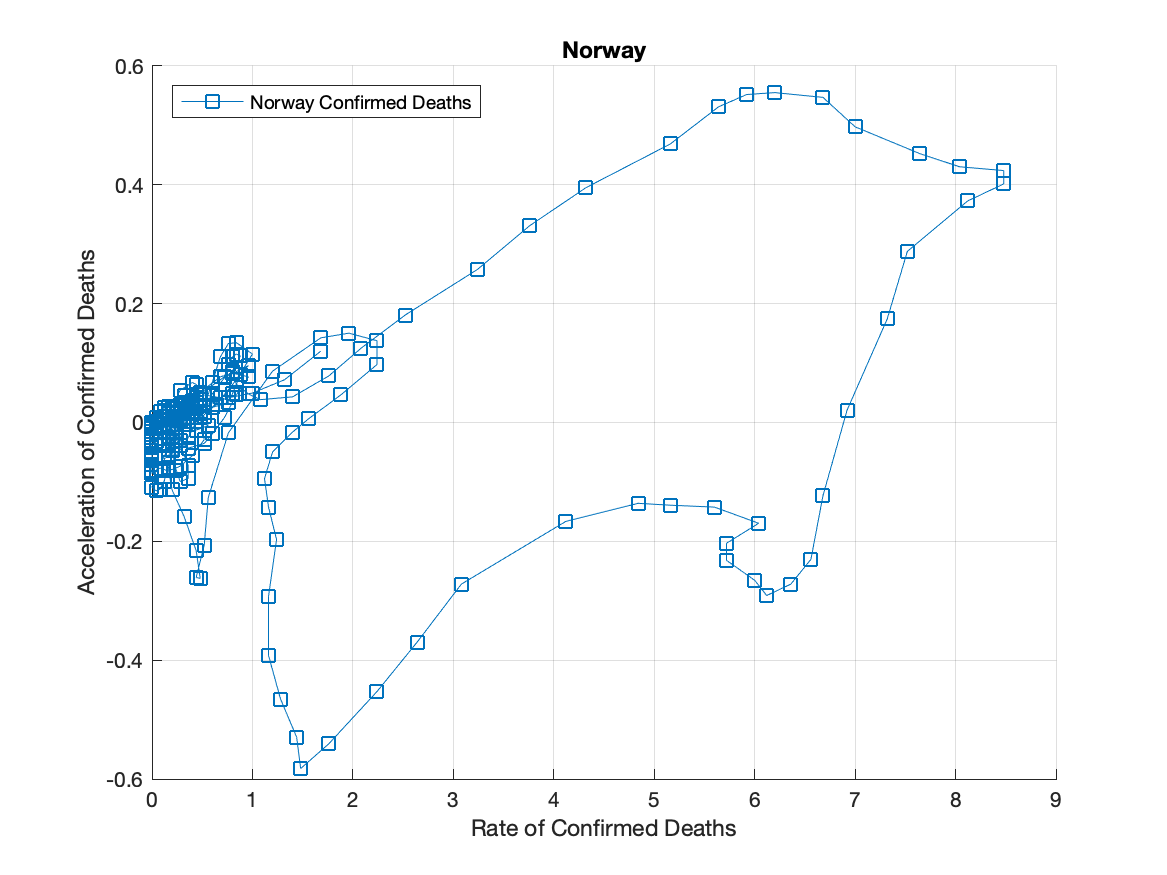 Norway
Norway Confirmed Deaths
Acceleration of Confirmed Deaths
0.6
0.4
0.2
0
-0.2
-0.4
-0.6
0 1 2 3 4 5 6 7 8 9
Rate of Confirmed Deaths